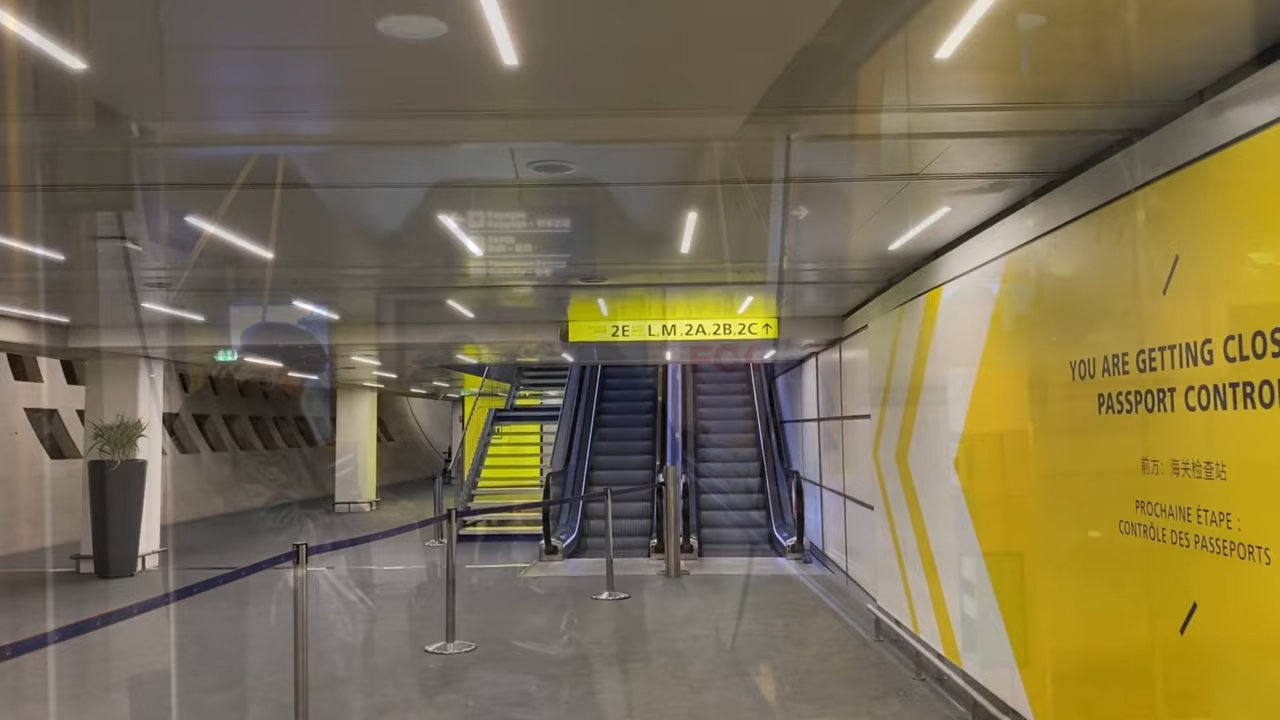 2E L,M,2A,2B,2C ↑
YOU ARE GETTING CLOS
PASSPORT CONTRO
前方：海关检查站
PROCHAINE ÉTAPE :
CONTRÔLE DES PASSEPORTS